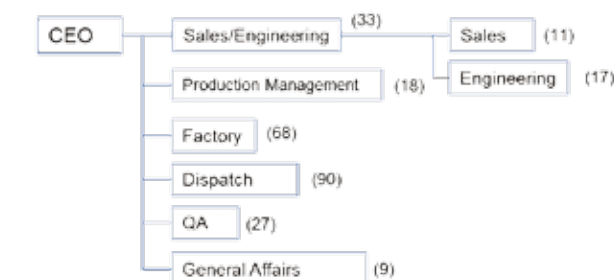 CEO
Sales/Engineering (33)
Sales (11)
Engineering (17)
Production Management (18)
Factory (68)
Dispatch (90)
QA (27)
General Affairs (9)